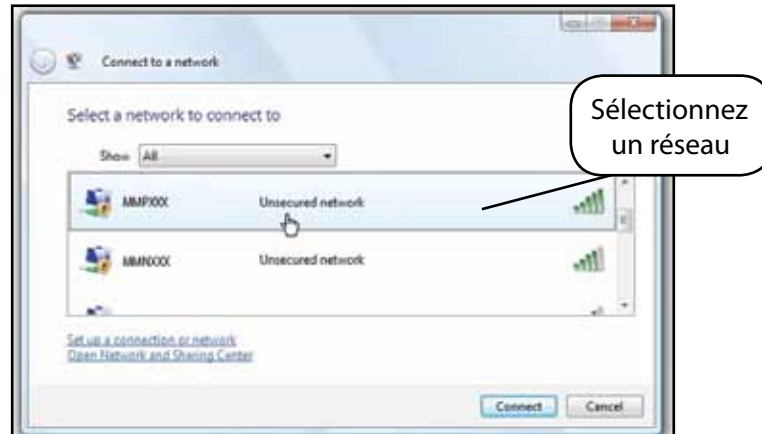 Connect to a network
Select a network to connect to
Show All
Sélectionnez
un réseau
MMPXXX Unsecured network
MMNXXX Unsecured network
Set up a connection or network
Open Network and Sharing Center
Connect Cancel